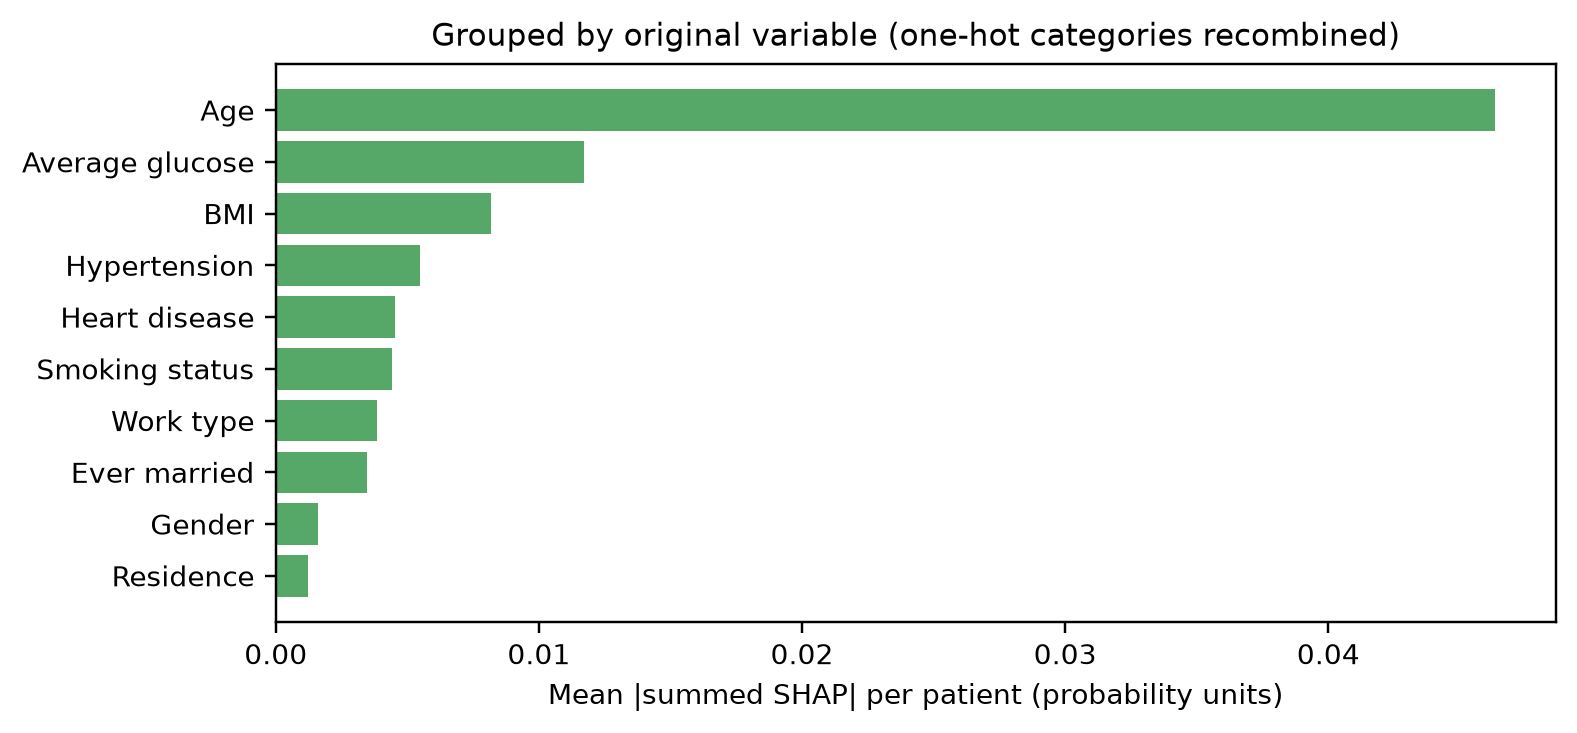 Grouped by original variable (one-hot categories recombined)
Age
Average glucose
BMI
Hypertension
Heart disease
Smoking status
Work type
Ever married
Gender
Residence
0.00 0.01 0.02 0.03 0.04
Mean |summed SHAP| per patient (probability units)